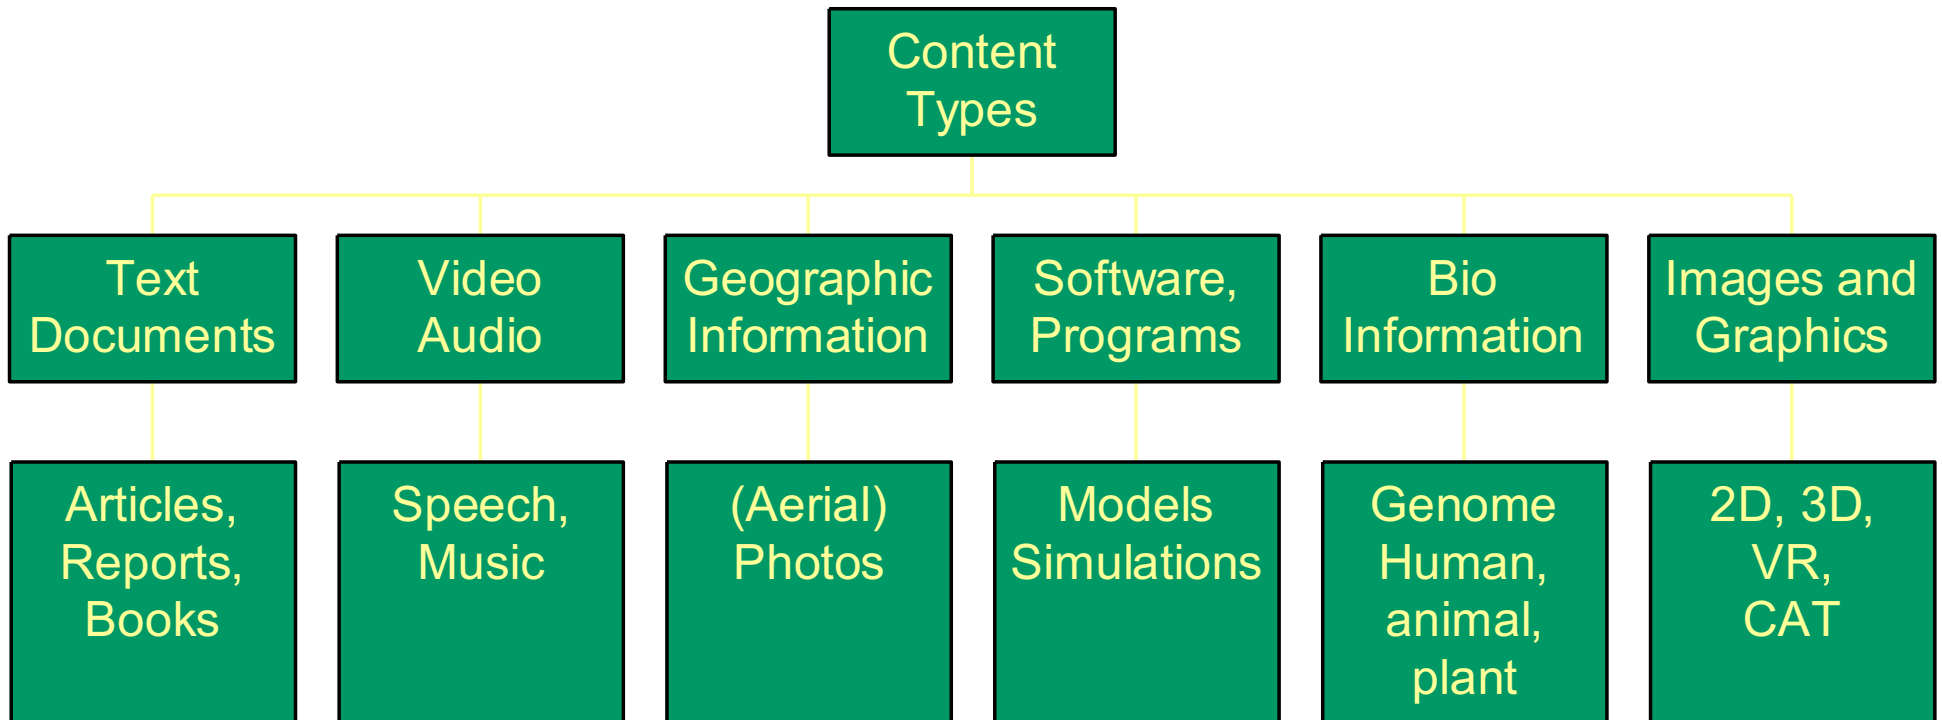 Content
Types
Text
Documents
Video
Audio
Geographic
Information
Software,
Programs
Bio
Information
Images and
Graphics
Articles,
Reports,
Books
Speech,
Music
(Aerial)
Photos
Models
Simulations
Genome
Human,
animal,
plant
2D, 3D,
VR,
CAT